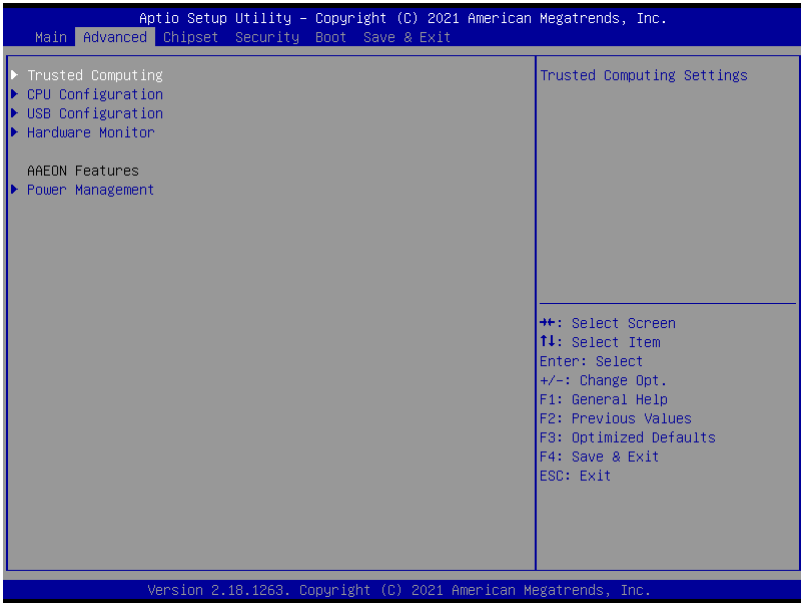 Aptio Setup Utility – Copyright (C) 2021 American Megatrends, Inc.
Main Advanced Chipset Security Boot Save & Exit
Trusted Computing
CPU Configuration
USB Configuration
Hardware Monitor
AAEON Features
Power Management
Trusted Computing Settings
→←: Select Screen
↑↓: Select Item
Enter: Select
+/-: Change Opt.
F1: General Help
F2: Previous Values
F3: Optimized Defaults
F4: Save & Exit
ESC: Exit
Version 2.18.1263. Copyright (C) 2021 American Megatrends, Inc.